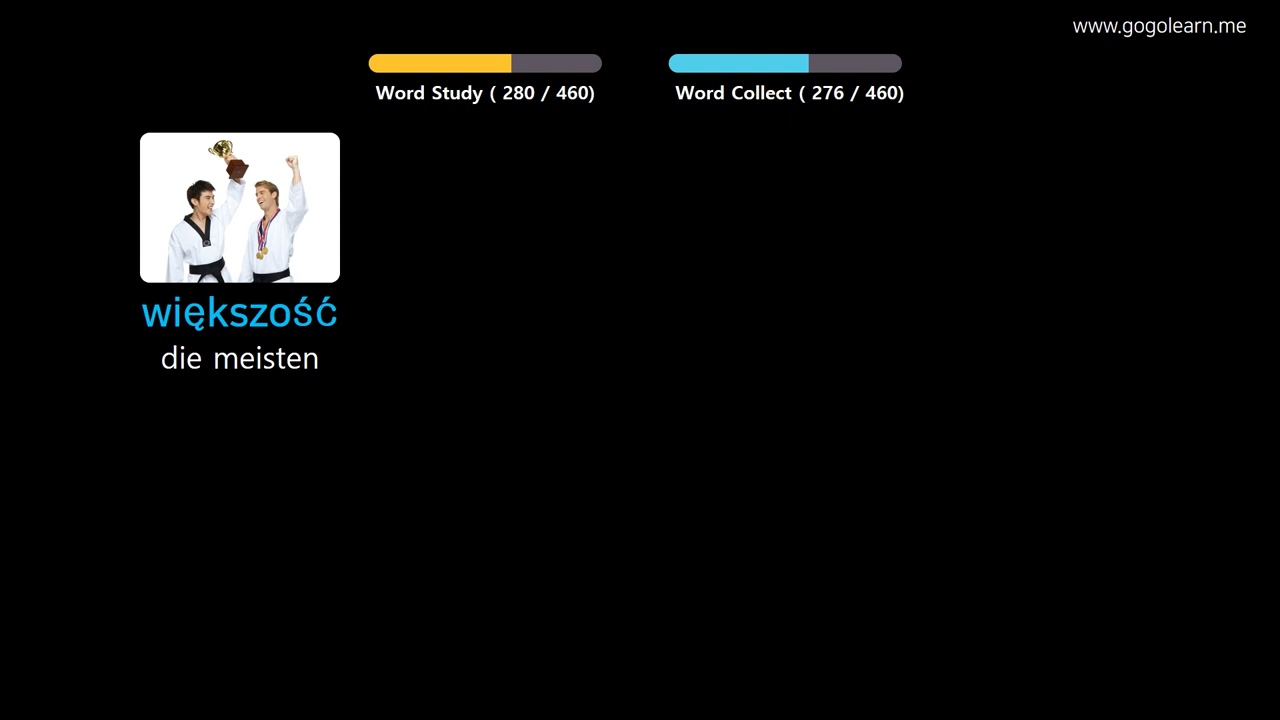 www.gogolearn.me
Word Study ( 280 / 460)
Word Collect ( 276 / 460)
większość
die meisten